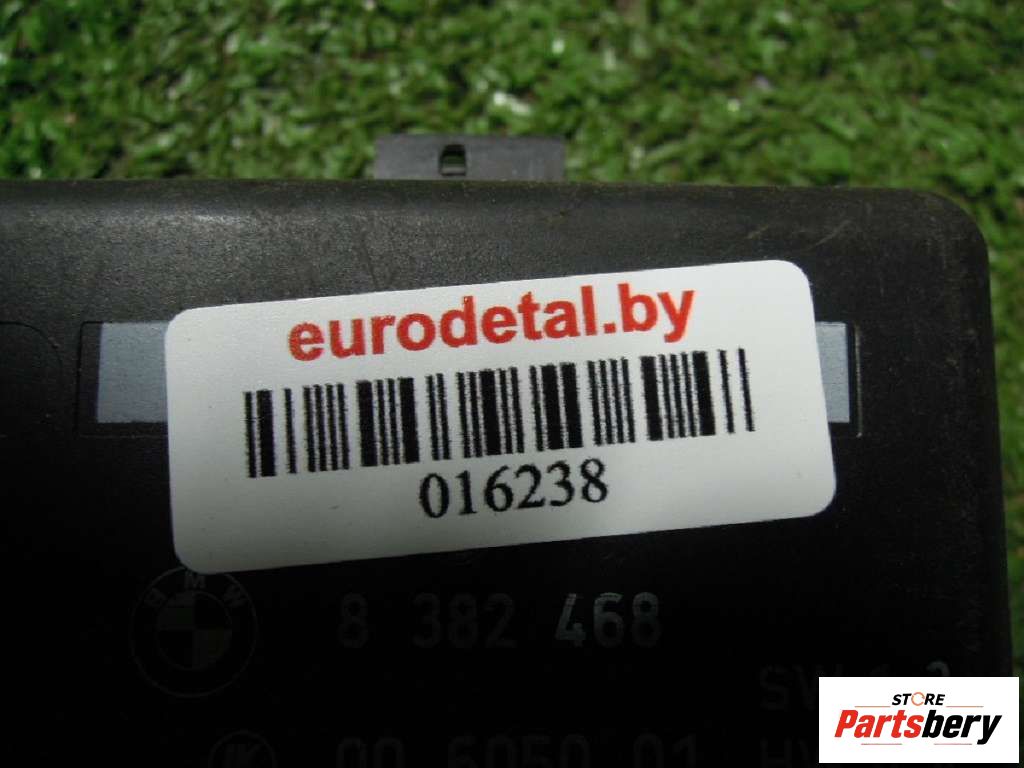 eurodetal.by
016238
BMW
8 382 468
STORE
Partsbery